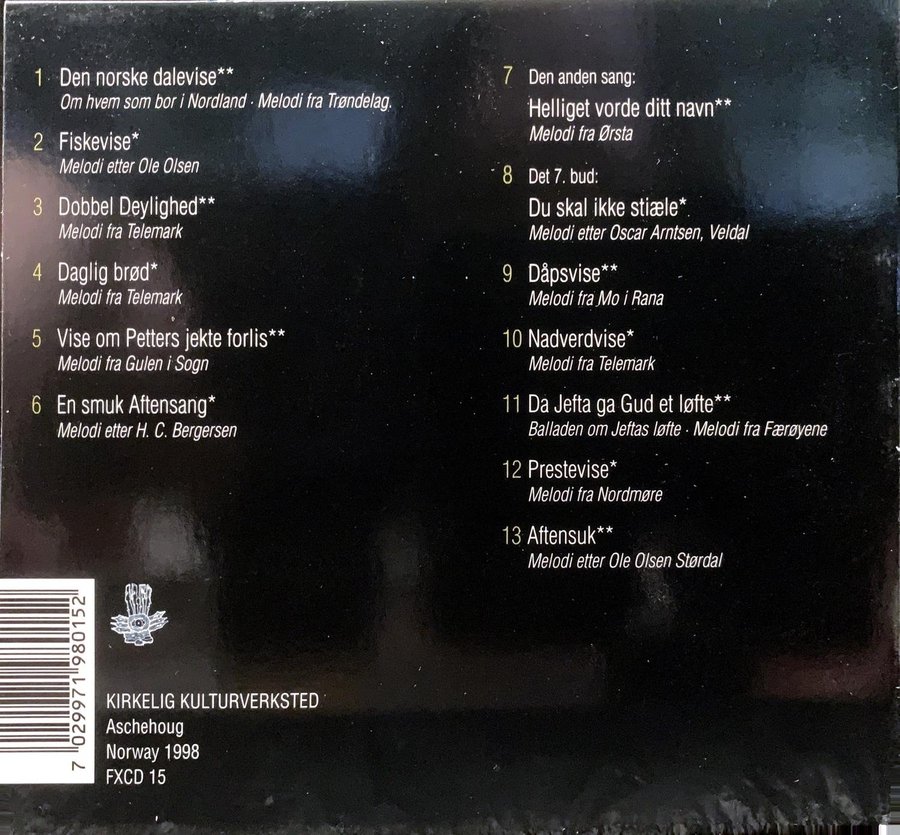 1 Den norske dalevise**
Om hvem som bor i Nordland · Melodi fra Trøndelag.
2 Fiskevise*
Melodi etter Ole Olsen
3 Dobbel Deylighed**
Melodi fra Telemark
4 Daglig brød*
Melodi fra Telemark
5 Vise om Petters jekte forlis**
Melodi fra Gulen i Sogn
6 En smuk Aftensang*
Melodi etter H. C. Bergersen
7 Den anden sang:
Helliget vorde ditt navn**
Melodi fra Ørsta
8 Det 7. bud:
Du skal ikke stiæle*
Melodi etter Oscar Arntsen, Veldal
9 Dåpsvise**
Melodi fra Mo i Rana
10 Nadverdvise*
Melodi fra Telemark
11 Da Jefta ga Gud et løfte**
Balladen om Jeftas løfte · Melodi fra Færøyene
12 Prestevise*
Melodi fra Nordmøre
13 Aftensuk**
Melodi etter Ole Olsen Størdal
7 029971 980152
KIRKELIG KULTURVERKSTED
Aschehoug
Norway 1998
FXCD 15